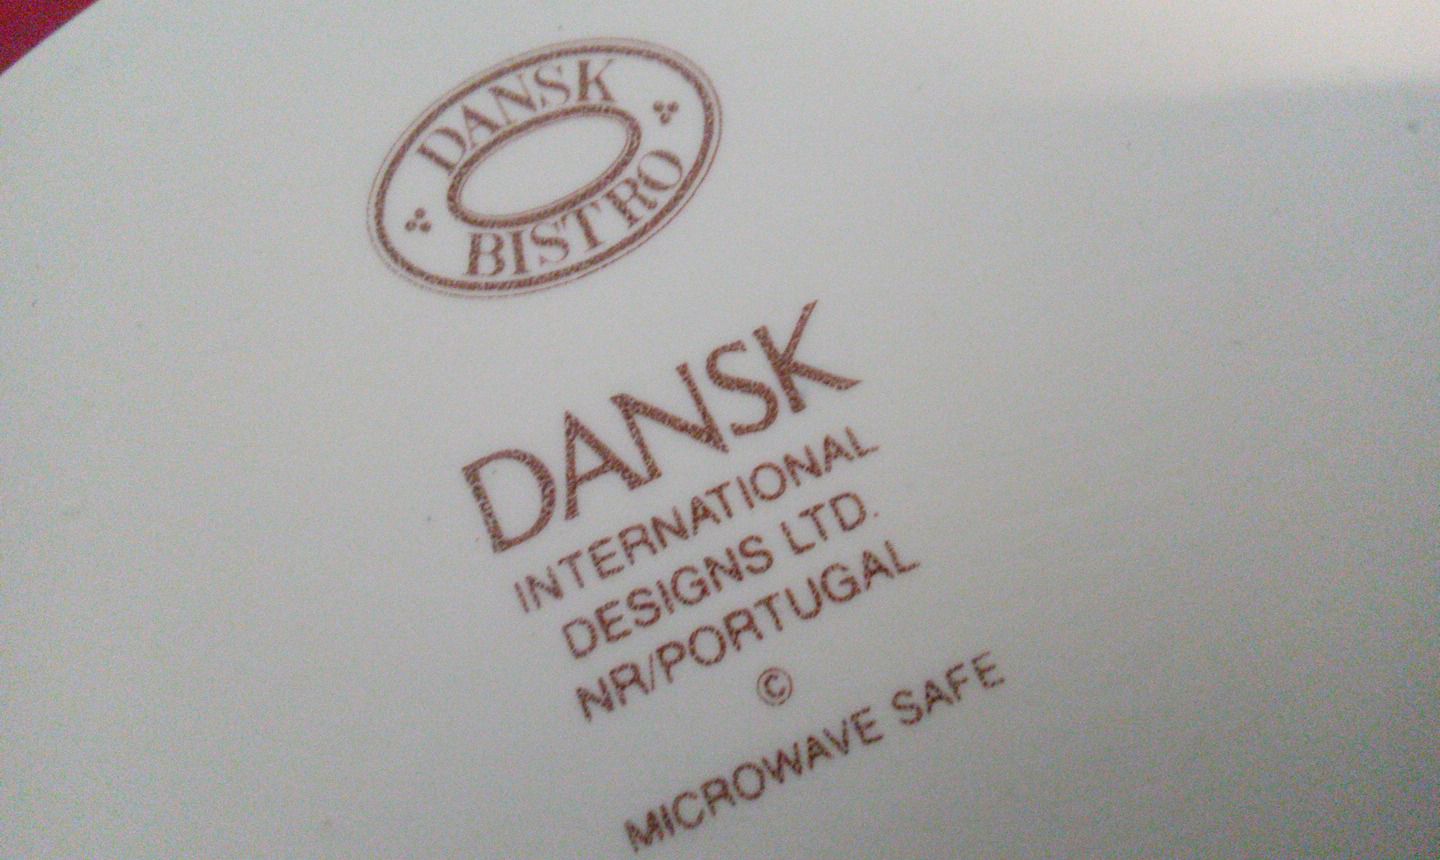 DANSK
BISTRO
DANSK
INTERNATIONAL
DESIGNS LTD.
NR/PORTUGAL
©
MICROWAVE SAFE